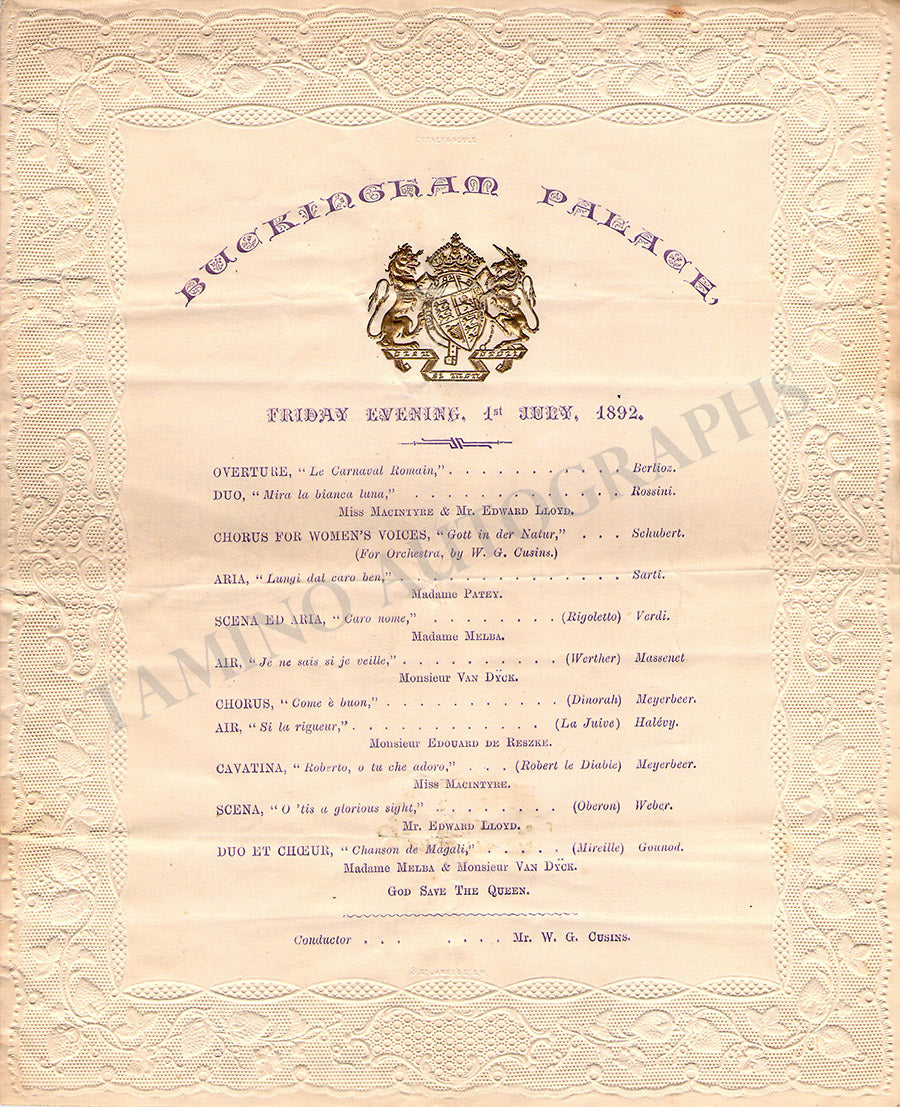 BUCKINGHAM PALACE,
FRIDAY EVENING, 1st JULY, 1892.
OVERTURE, "Le Carnaval Romain," . . . . . . . . . . . Berlioz.
DUO, "Mira la bianca luna," . . . . . . . . . . . . . Rossini.
Miss MACINTYRE & Mr. EDWARD LLOYD.
CHORUS FOR WOMEN'S VOICES, "Gott in der Natur," . . . Schubert.
(For Orchestra, by W. G. Cusins.)
ARIA, "Lungi dal caro ben," . . . . . . . . . . . . . Sarti.
Madame PATEY.
SCENA ED ARIA, "Caro nome," . . . . . . . . . (Rigoletto) Verdi.
Madame MELBA.
AIR, "Je ne sais si je veille," . . . . . . . . . . . (Werther) Massenet
Monsieur VAN DŸCK.
CHORUS, "Come è buon," . . . . . . . . . . . . (Dinorah) Meyerbeer.
AIR, "Si la rigueur," . . . . . . . . . . . . . (La Juive) Halévy.
Monsieur EDOUARD DE RESZKE.
CAVATINA, "Roberto, o tu che adoro," . . . (Robert le Diable) Meyerbeer.
Miss MACINTYRE.
SCENA, "O 'tis a glorious sight," . . . . . . . . (Oberon) Weber.
Mr. EDWARD LLOYD.
DUO ET CHŒUR, "Chanson de Magali," . . . . . . (Mireille) Gounod.
Madame MELBA & Monsieur VAN DŸCK.
GOD SAVE THE QUEEN.
Conductor . . . . . . . Mr. W. G. CUSINS.
TAMINO AUTOGRAPHS